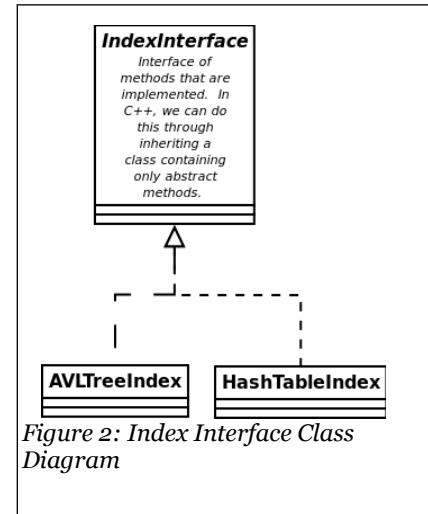 IndexInterface
Interface of
methods that are
implemented. In
C++, we can do
this through
inheriting a
class containing
only abstract
methods.
AVLTreeIndex
HashTableIndex
Figure 2: Index Interface Class
Diagram